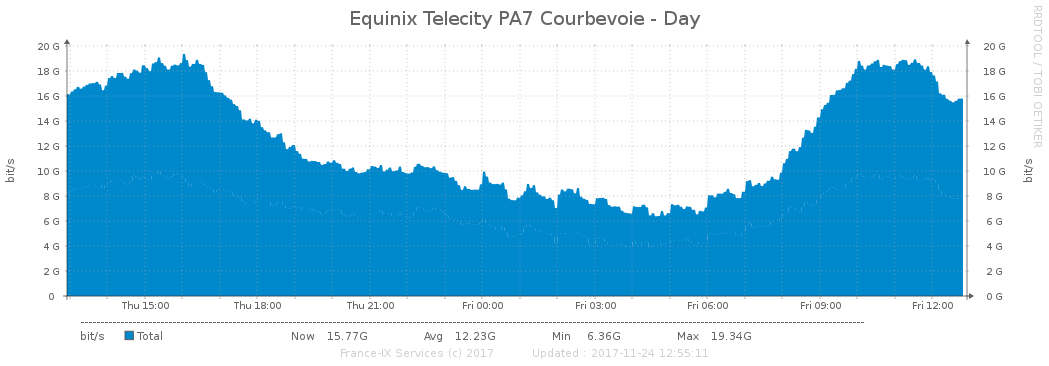 Equinix Telecity PA7 Courbevoie - Day
RRDTOOL / TOBI OETIKER
bit/s
20 G 20 G
18 G 18 G
16 G 16 G
14 G 14 G
12 G 12 G
10 G 10 G
8 G 8 G
6 G 6 G
4 G 4 G
2 G 2 G
0 0 G
bit/s
Thu 15:00 Thu 18:00 Thu 21:00 Fri 00:00 Fri 03:00 Fri 06:00 Fri 09:00 Fri 12:00
bit/s Total Now 15.77G Avg 12.23G Min 6.36G Max 19.34G
France-IX Services (c) 2017 Updated : 2017-11-24 12:55:11